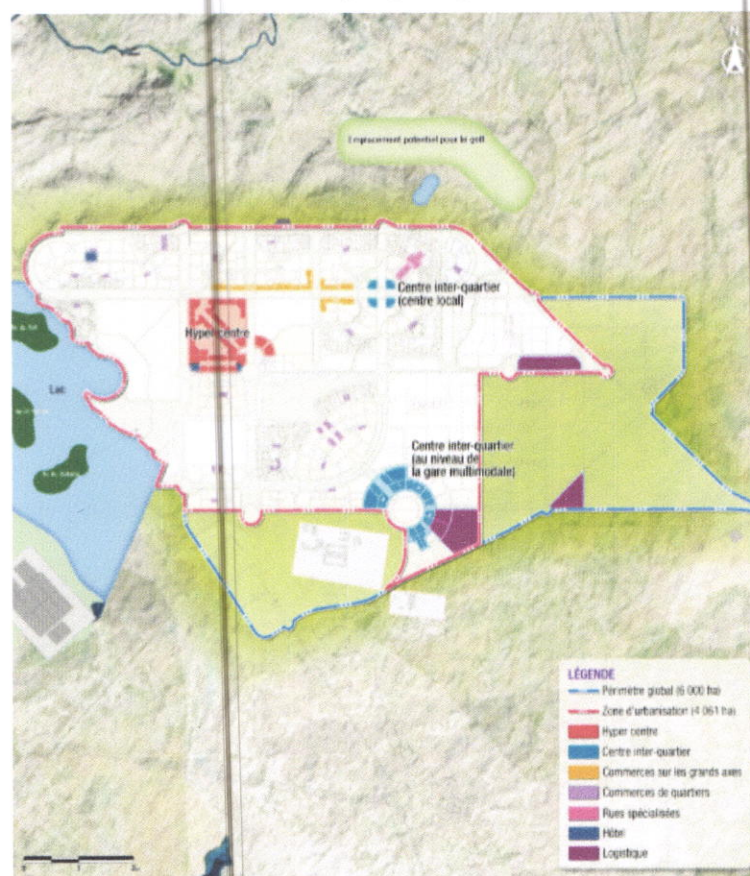 N
Emplacement potentiel pour le golf
Centre inter-quartier
(centre local)
Hyper centre
Lac
Centre inter-quartier
(au niveau de
la gare multimodale)
LÉGENDE
Périmètre global (6 000 ha)
Zone d'urbanisation (4 061 ha)
Hyper centre
Centre inter-quartier
Commerces sur les grands axes
Commerces de quartiers
Rues spécialisées
Hôtel
Logistique